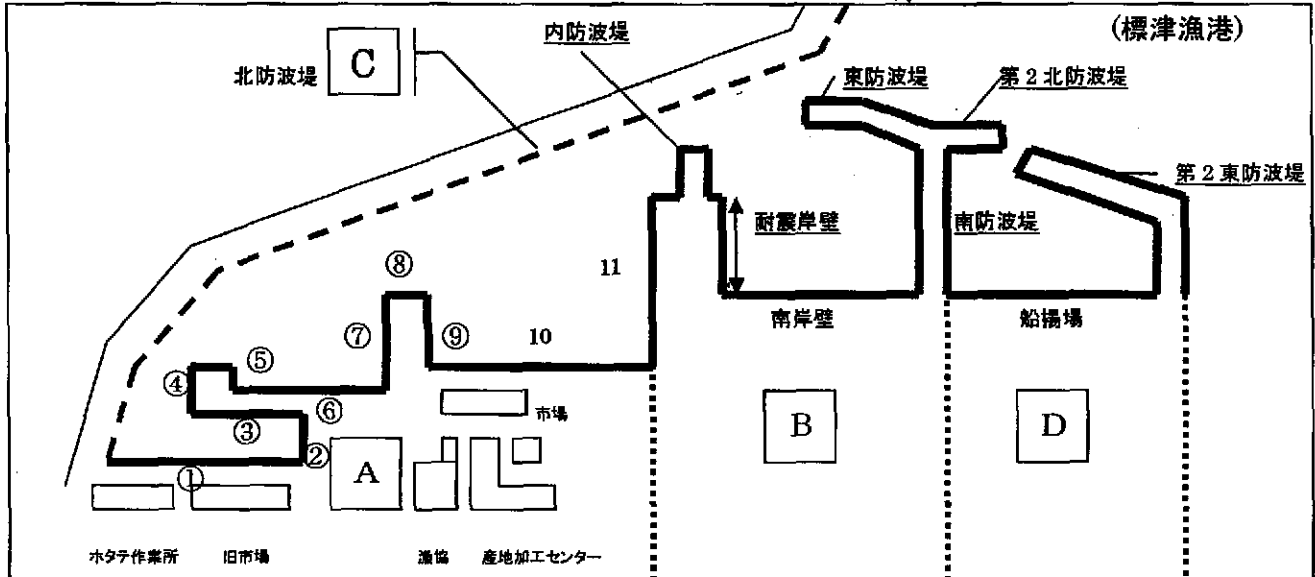 (標津漁港)
内防波堤
北防波堤
C
東防波堤
第2北防波堤
第2東防波堤
耐震岸壁
南防波堤
⑧
11
南岸壁
船揚場
⑦
⑨
10
⑤
④
⑥
③
②
①
市場
A
B
D
ホタテ作業所
旧市場
漁協
産地加工センター